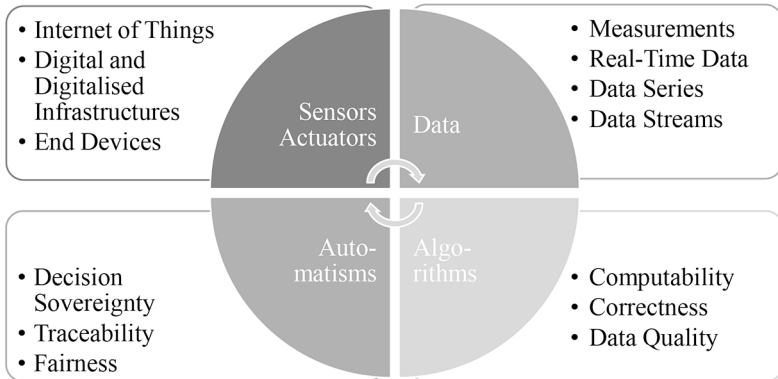 • Internet of Things
• Digital and
Digitalised
Infrastructures
• End Devices
Sensors
Actuators
Data
• Measurements
• Real-Time Data
• Data Series
• Data Streams
• Decision
Sovereignty
• Traceability
• Fairness
Auto-
matisms
Algo-
rithms
• Computability
• Correctness
• Data Quality